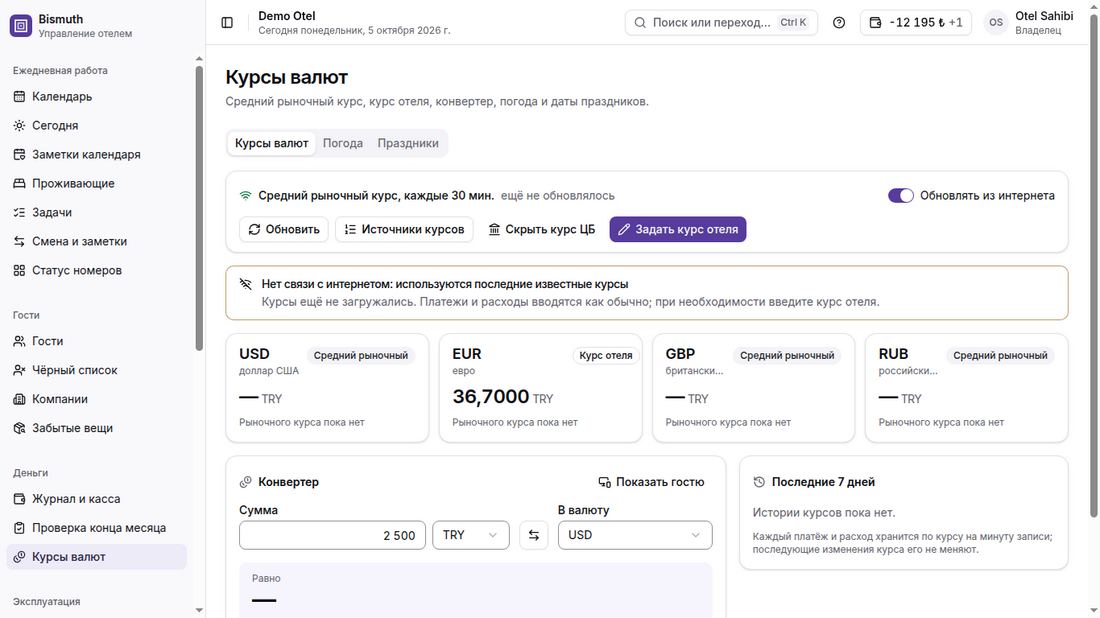 Bismuth
Управление отелем
Ежедневная работа
Календарь
Сегодня
Заметки календаря
Проживающие
Задачи
Смена и заметки
Статус номеров
Гости
Гости
Чёрный список
Компании
Забытые вещи
Деньги
Журнал и касса
Проверка конца месяца
Курсы валют
Эксплуатация
Demo Otel
Сегодня понедельник, 5 октября 2026 г.
Поиск или переход... Ctrl K
-12 195 ₺ +1
OS
Otel Sahibi
Владелец
Курсы валют
Средний рыночный курс, курс отеля, конвертер, погода и даты праздников.
Курсы валют Погода Праздники
Средний рыночный курс, каждые 30 мин. ещё не обновлялось
Обновлять из интернета
Обновить Источники курсов Скрыть курс ЦБ Задать курс отеля
Нет связи с интернетом: используются последние известные курсы
Курсы ещё не загружались. Платежи и расходы вводятся как обычно; при необходимости введите курс отеля.
USD Средний рыночный
доллар США
— TRY
Рыночного курса пока нет
EUR Курс отеля
евро
36,7000 TRY
Рыночного курса пока нет
GBP Средний рыночный
британски...
— TRY
Рыночного курса пока нет
RUB Средний рыночный
российски...
— TRY
Рыночного курса пока нет
Конвертер Показать гостю
Сумма В валюту
2 500 TRY USD
Равно
—
Последние 7 дней
Истории курсов пока нет.
Каждый платёж и расход хранится по курсу на минуту записи;
последующие изменения курса его не меняют.